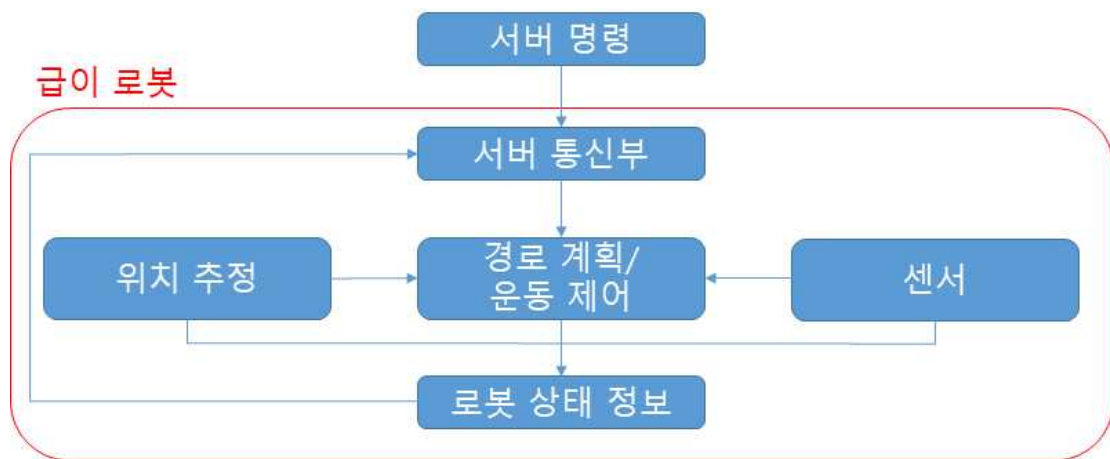 서버 명령
급이 로봇
서버 통신부
위치 추정
경로 계획/
운동 제어
센서
로봇 상태 정보